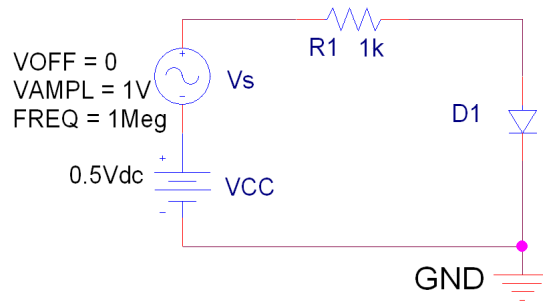 R1 1k
VOFF = 0
VAMPL = 1V
FREQ = 1Meg
Vs
D1
0.5Vdc
VCC
GND